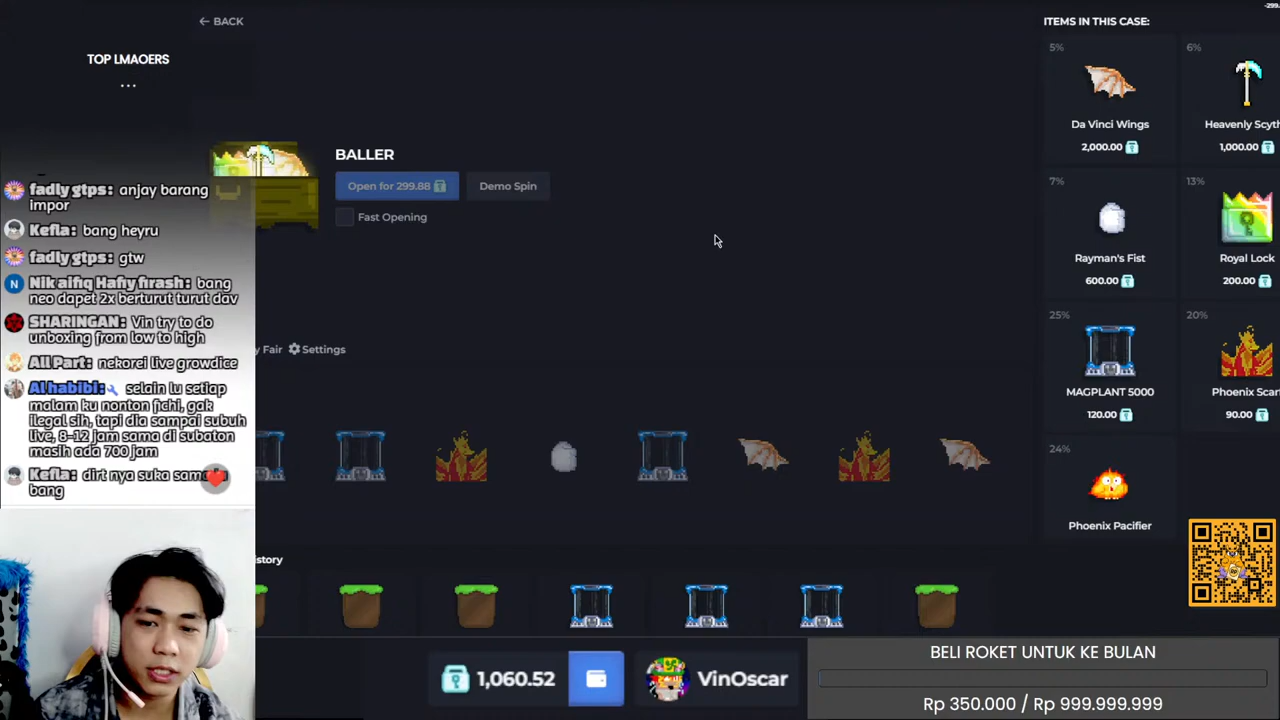 -299.
BACK
ITEMS IN THIS CASE:
TOP LMAOERS
...
5%
Da Vinci Wings
2,000.00
6%
Heavenly Scyth
1,000.00
BALLER
Open for 299.88
Demo Spin
Fast Opening
7%
Rayman's Fist
600.00
13%
Royal Lock
200.00
fadly gtps: anjay barang
impor
Kefla: bang heyru
fadly gtps: gtw
Nik aifiq Hafiy firash: bang
neo dapet 2x berturut turut dav
SHARINGAN: Vin try to do
unboxing from low to high
All Part: nekorei live growdice
Al habibi: selain lu setiap
malam ku nonton fichi, gak
ilegal sih, tapi dia sampai subuh
live, 8-12 jam sama di subaton
masih ada 700 jam
Kefla: dirt nya suka sam
bang
y Fair
Settings
25%
MAGPLANT 5000
120.00
20%
Phoenix Scar
90.00
24%
Phoenix Pacifier
istory
1,060.52
VinOscar
BELI ROKET UNTUK KE BULAN
Rp 350.000 / Rp 999.999.999